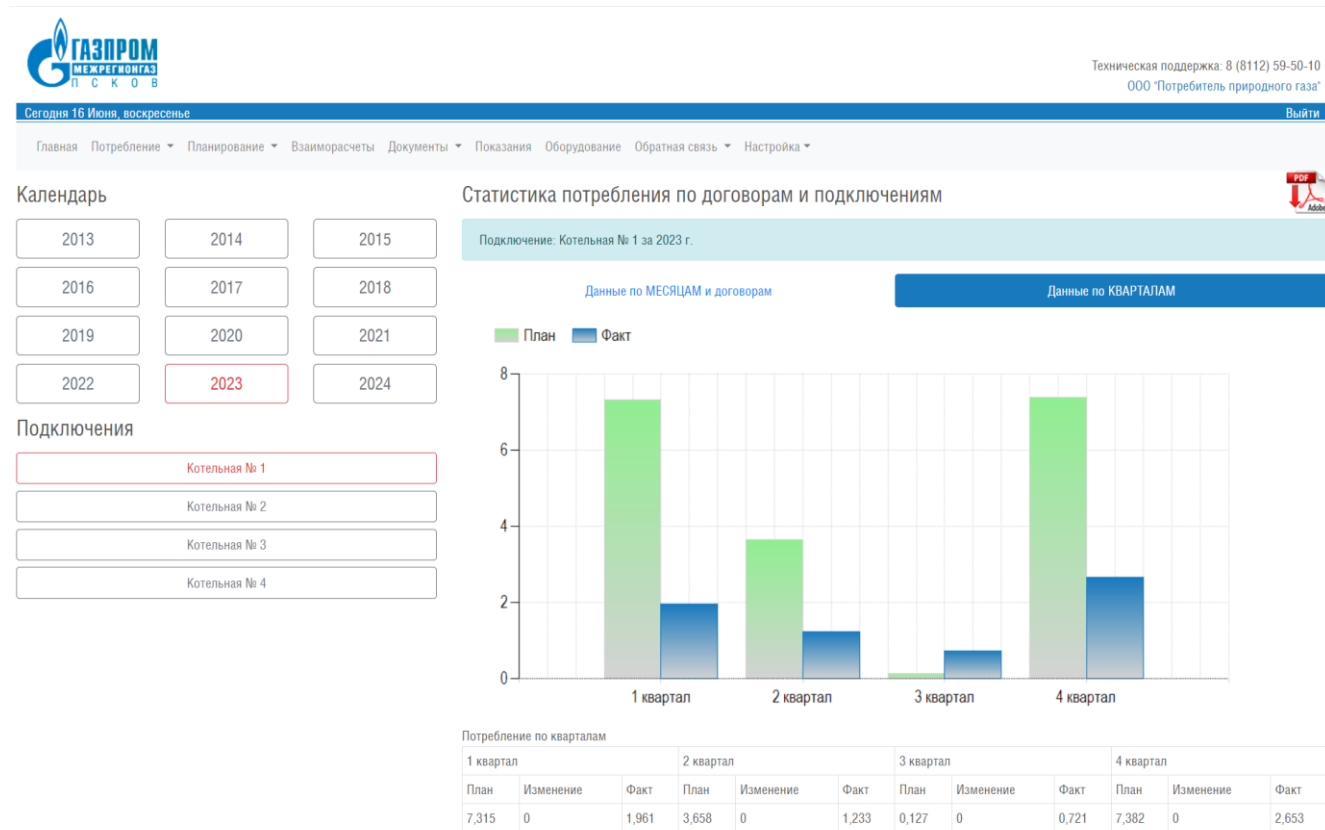 ГАЗПРОМ
МЕЖРЕГИОНГАЗ
ПСКОВ
Техническая поддержка: 8 (8112) 59-50-10
ООО "Потребитель природного газа"
Сегодня 16 Июня, воскресенье Выйти
Главная Потребление Планирование Взаиморасчеты Документы Показания Оборудование Обратная связь Настройка
Календарь
2013 2014 2015
2016 2017 2018
2019 2020 2021
2022 2023 2024
Подключения
Котельная № 1
Котельная № 2
Котельная № 3
Котельная № 4
Статистика потребления по договорам и подключениям
PDF
Adobe
Подключение: Котельная № 1 за 2023 г.
Данные по МЕСЯЦАМ и договорам Данные по КВАРТАЛАМ
План Факт
8
6
4
2
0
1 квартал 2 квартал 3 квартал 4 квартал
Потребление по кварталам
1 квартал 2 квартал 3 квартал 4 квартал
План Изменение Факт План Изменение Факт План Изменение Факт План Изменение Факт
7,315 0 1,961 3,658 0 1,233 0,127 0 0,721 7,382 0 2,653